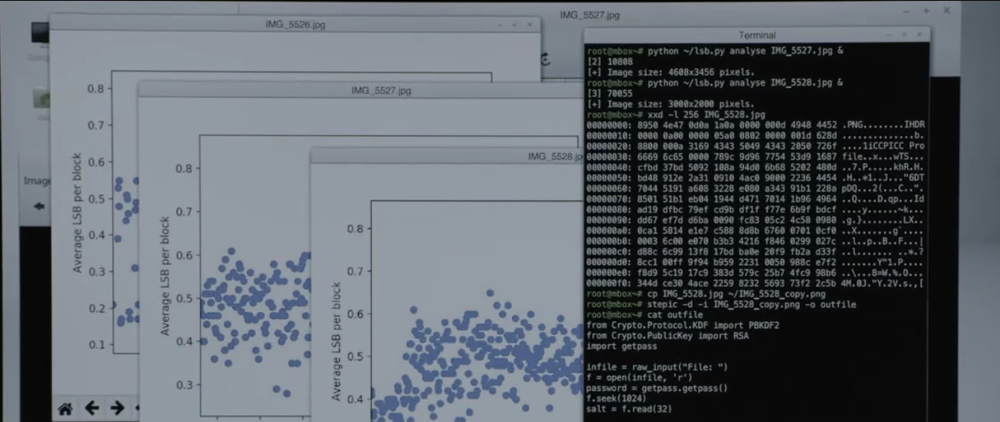 IMG_5527.jpg
IMG_5526.jpg
Average LSB per block
0.8
0.7
0.6
0.5
0.4
0.3
0.2
0.1
Image
IMG_5527.jpg
Average LSB per block
0.8
0.7
0.6
0.5
0.4
0.3
IMG_5528.jp
Average LSB per block
0.8
0.7
0.6
0.5
0.4
Terminal
root@mbox~# python ~/lsb.py analyse IMG_5527.jpg &
[2] 10808
[+] Image size: 4608x3456 pixels.
root@mbox~# python ~/lsb.py analyse IMG_5528.jpg &
[3] 70055
[+] Image size: 3000x2000 pixels.
root@mbox~# xxd -l 256 IMG_5528.jpg
00000000: 8950 4e47 0d0a 1a0a 0000 000d 4948 4452 .PNG........IHDR
00000010: 0000 0a00 0000 05a0 0802 0000 001d 628d ..............b.
00000020: 8800 000a 3169 4343 5049 4343 2050 726f ....1iCCPICC Pro
00000030: 6669 6c65 0000 789c 9d96 7754 53d9 1687 file..x...wTS...
00000040: cfbd 37bd 5092 108a 94d0 6b68 5202 480d ..7.P.....khR.H.
00000050: bd48 912e 2a31 0910 4ac0 9000 2236 4454 .H..*1..J..."6DT
00000060: 7044 5191 a608 3228 e080 a343 91b1 228a pDQ...2(...C..".
00000070: 8501 51b1 eb04 1944 d471 7014 1b96 4964 ..Q....D.qp...Id
00000080: ad19 dfbc 79ef cd9b df1f f77e 6b9f bdcf ....y......~k...
00000090: dd67 ef7d d6ba 0090 fc83 05c2 4c58 0980 .g.}........LX..
000000a0: 0ca1 5814 e1e7 c588 8d8b 6760 0701 0cf0 ..X.......g`....
000000b0: 0003 6c00 e070 b3b3 4216 f846 0299 027c ..l..p..B..F...|
000000c0: d88c 6c99 13f8 17bd ba0e 20f9 fb2a d33f ..l....... ..*.?
000000d0: 8cc1 00ff 9f94 b959 2231 0050 988c e7f2 .......Y"1.P....
000000e0: f8d9 5c19 17c9 383d 579c 25b7 4fc9 98b6 ..\...8=W.%.O...
000000f0: 344d ce30 4ace 2259 8232 5693 73f2 2c5b 4M.0J."Y.2V.s.,[
root@mbox~# cp IMG_5528.jpg ~/IMG_5528_copy.png
root@mbox~# stepic -d -i IMG_5528_copy.png -o outfile
root@mbox~# cat outfile
from Crypto.Protocol.KDF import PBKDF2
from Crypto.PublicKey import RSA
import getpass
infile = raw_input("File: ")
f = open(infile, 'r')
password = getpass.getpass()
f.seek(1024)
salt = f.read(32)